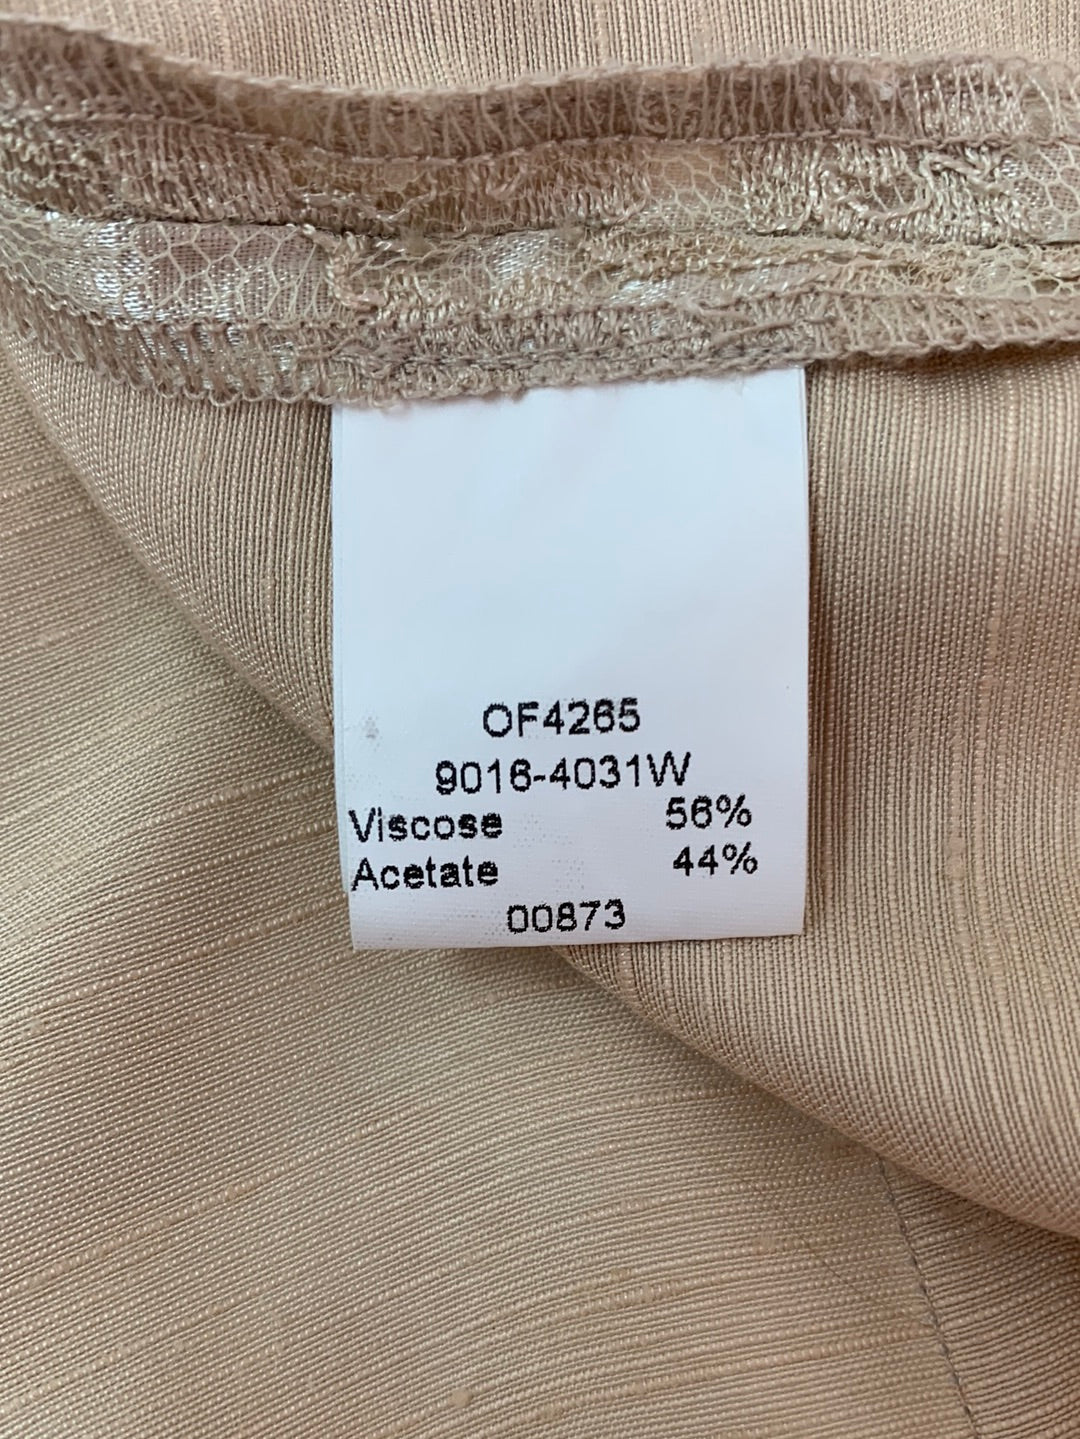 OF4265
9016-4031W
Viscose 56%
Acetate 44%
00873